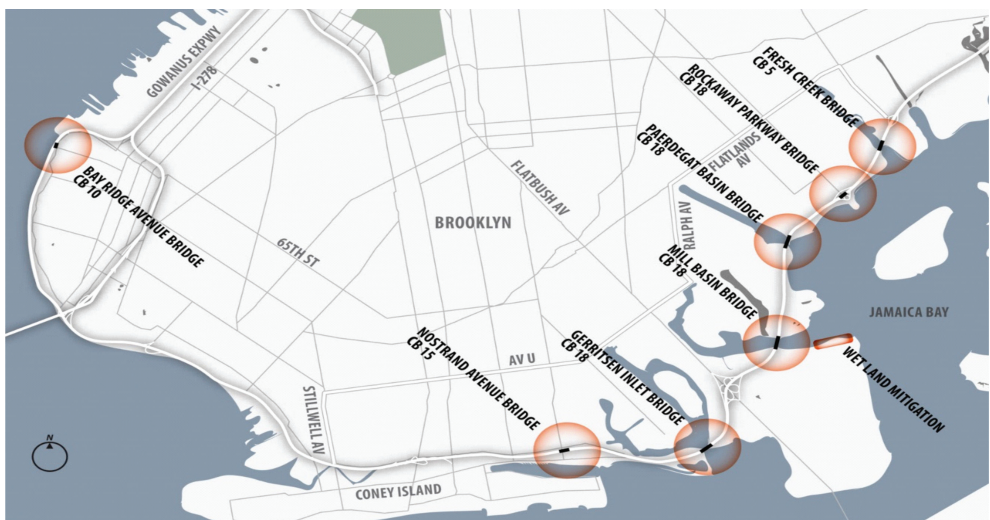 GOWANUS EXPWY
I-278
BAY RIDGE AVENUE BRIDGE
CB 10
65TH ST
BROOKLYN
FLATBUSH AV
FRESH CREEK BRIDGE
CB 5
ROCKAWAY PARKWAY BRIDGE
CB 18
PAERDEGAT BASIN BRIDGE
CB 18
FLATLANDS
AV
RALPH AV
MILL BASIN BRIDGE
CB 18
JAMAICA BAY
WET LAND MITIGATION
GERRITSEN INLET BRIDGE
CB 18
NOSTRAND AVENUE BRIDGE
CB 15
AV U
STILLWELL AV
CONEY ISLAND
N